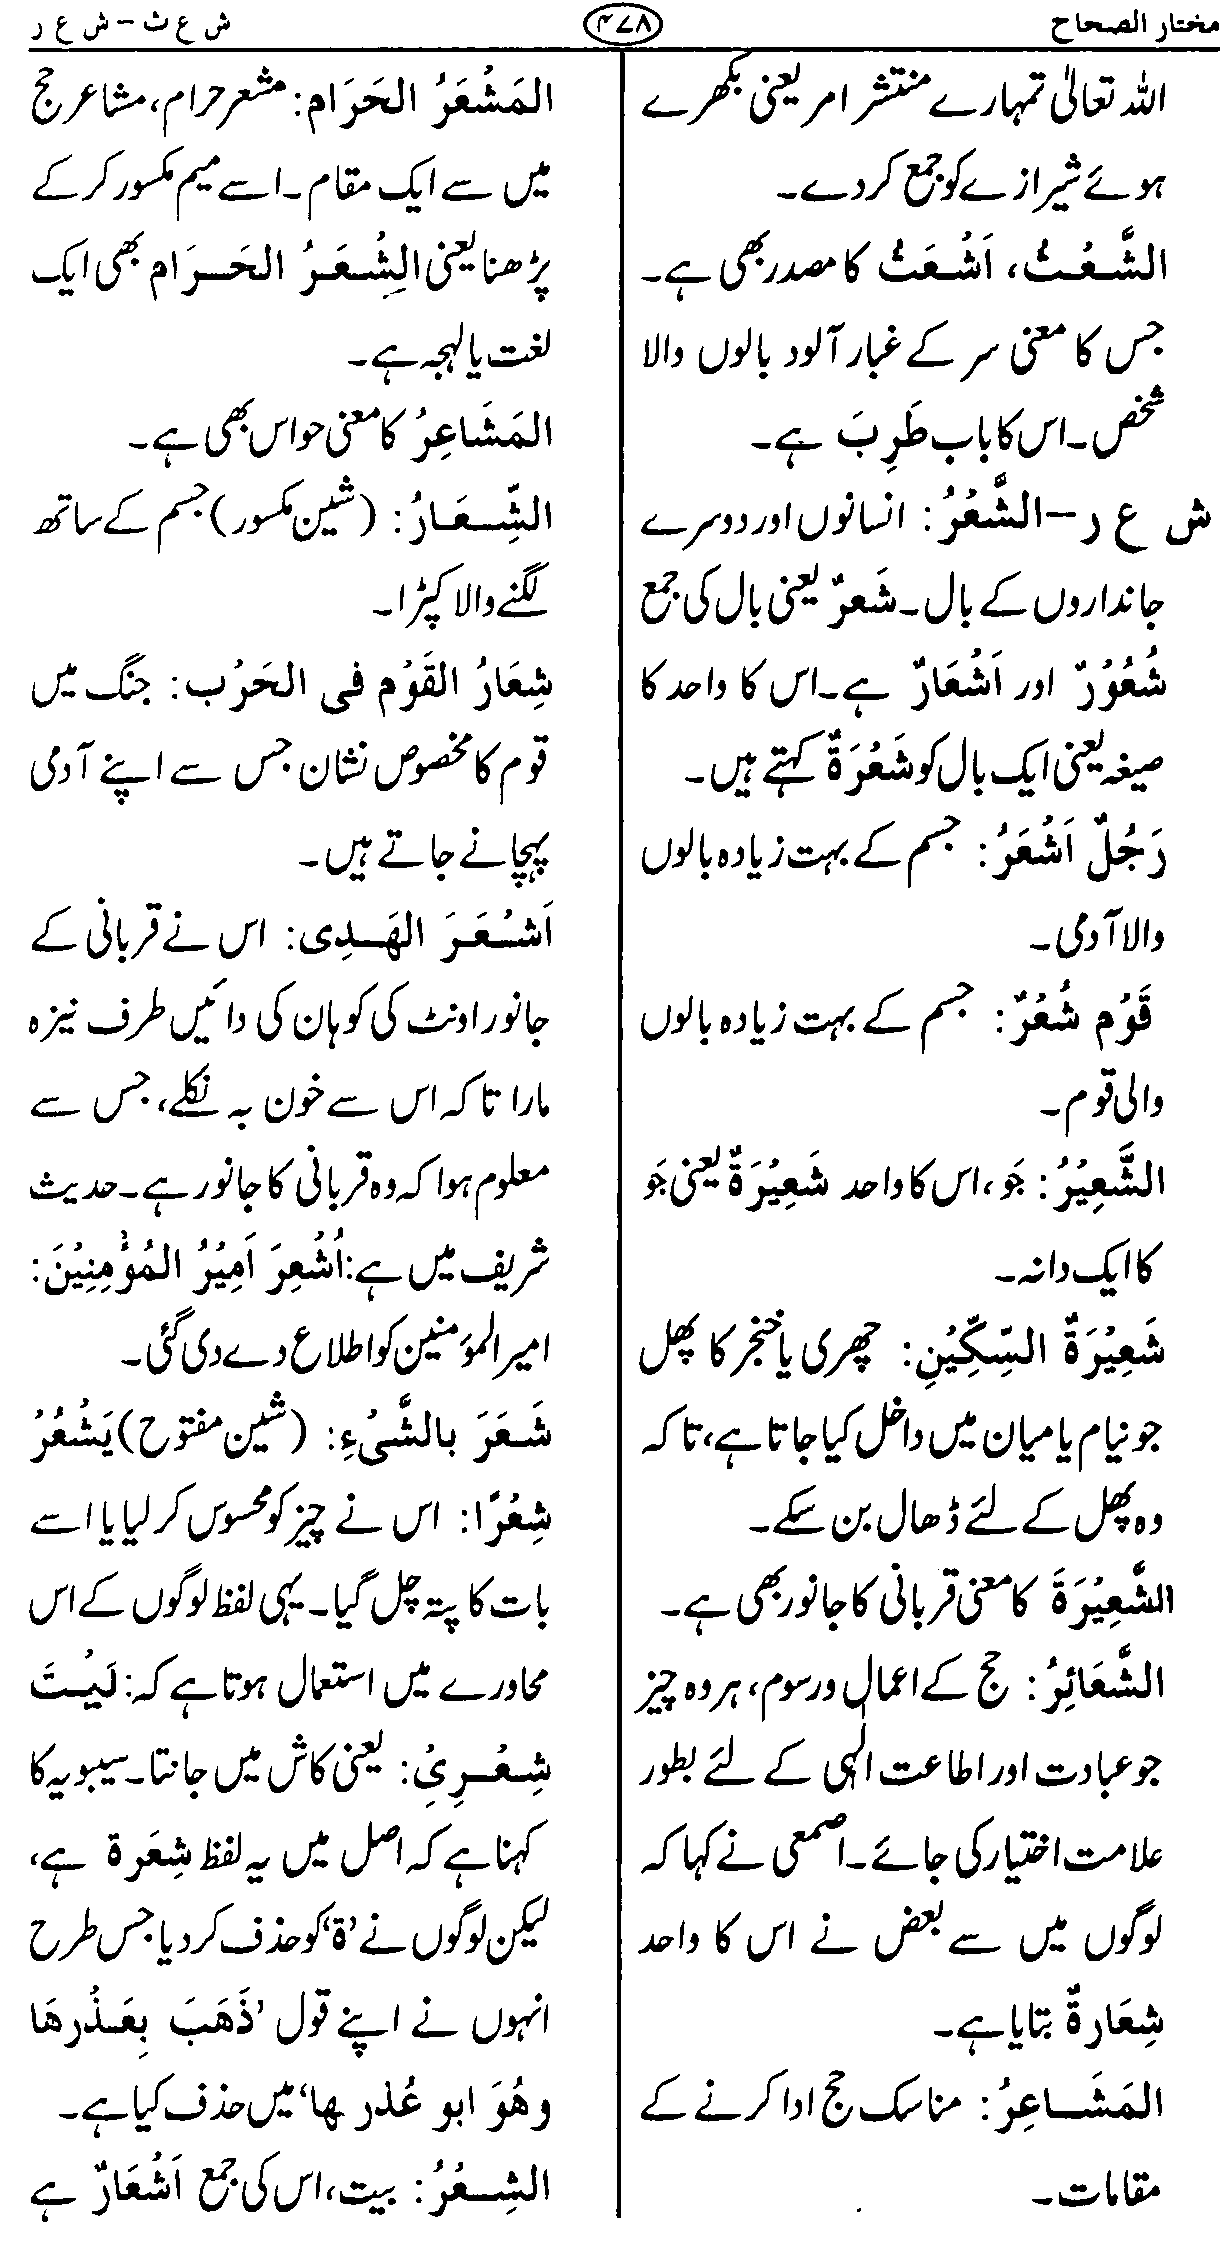 مختار الصحاح
۴۷۸
ش ع ث – ش ع ر
اللہ تعالیٰ تمہارے منتشر امر یعنی بکھرے
ہوئے شیرازے کو جمع کر دے۔
الشَّعْثُ، اَشْعَثُ کا مصدر بھی ہے۔
جس کا معنی سر کے غبار آلود بالوں والا
شخص۔ اس کا باب طَرِبَ ہے۔
ش ع ر–الشَّعْرُ: انسانوں اور دوسرے
جانداروں کے بال۔ شَعرٌ یعنی بال کی جمع
شُعُوْرٌ اور اَشْعَارٌ ہے۔ اس کا واحد کا
صیغہ یعنی ایک بال کو شَعْرَةٌ کہتے ہیں۔
رَجُلٌ اَشْعَرُ: جسم کے بہت زیادہ بالوں
والا آدمی۔
قَوْم شُعْرٌ: جسم کے بہت زیادہ بالوں
والی قوم۔
الشَّعِيْرُ: جَو، اس کا واحد شَعِيْرَةٌ یعنی جَو
کا ایک دانہ۔
شَعِيْرَةٌ السِّكِّيْنِ: چھری یا خنجر کا پھل
جو نیام یا میان میں داخل کیا جاتا ہے، تاکہ
وہ پھل کے لئے ڈھال بن سکے۔
الشَّعِيْرَةَ کا معنی قربانی کا جانور بھی ہے۔
الشَّعَائِرُ: حج کے اعمال و رسوم، ہر وہ چیز
جو عبادت اور اطاعت الٰہی کے لئے بطور
علامت اختیار کی جائے۔ اصمعی نے کہا کہ
لوگوں میں سے بعض نے اس کا واحد
شِعَارةٌ بتایا ہے۔
المَشَاعِرُ: مناسک حج ادا کرنے کے
مقامات۔
المَشْعَرُ الحَرَام: مشعر حرام، مشاعر حج
میں سے ایک مقام۔ اسے میم مکسور کر کے
پڑھنا یعنی الِشْعَرُ الحَرَام بھی ایک
لغت یا لہجہ ہے۔
المَشَاعِرُ کا معنی حواس بھی ہے۔
الشِّعَارُ: (شین مکسور) جسم کے ساتھ
لگنے والا کپڑا۔
شِعَارُ القَوْم فی الحَرْب: جنگ میں
قوم کا مخصوص نشان جس سے اپنے آدمی
پہچانے جاتے ہیں۔
اَشْعَرَ الهَدِی: اس نے قربانی کے
جانور اونٹ کی کوہان کی دائیں طرف نیزہ
مارا تاکہ اس سے خون بہ نکلے، جس سے
معلوم ہوا کہ وہ قربانی کا جانور ہے۔ حدیث
شریف میں ہے: اُشْعِرَ اَمِيْرُ المُؤْمِنِيْنَ:
امیر المؤمنین کو اطلاع دے دی گئی۔
شَعَرَ بالشَّیْءِ: (شین مفتوح) يَشْعُرُ
شِعْرًا: اس نے چیز کو محسوس کر لیا یا اسے
بات کا پتہ چل گیا۔ یہی لفظ لوگوں کے اس
محاورے میں استعمال ہوتا ہے کہ: لَيْتَ
شِعْرِیْ: یعنی کاش میں جانتا۔ سیبویہ کا
کہنا ہے کہ اصل میں یہ لفظ شِعَرة ہے،
لیکن لوگوں نے ’ة‘ کو حذف کر دیا جس طرح
انہوں نے اپنے قول ’ذَهَبَ بِعَذْرِهَا
وهُوَ ابو عُذر ها‘ میں حذف کیا ہے۔
الشِعْرُ: بیت، اس کی جمع اَشْعَارٌ ہے